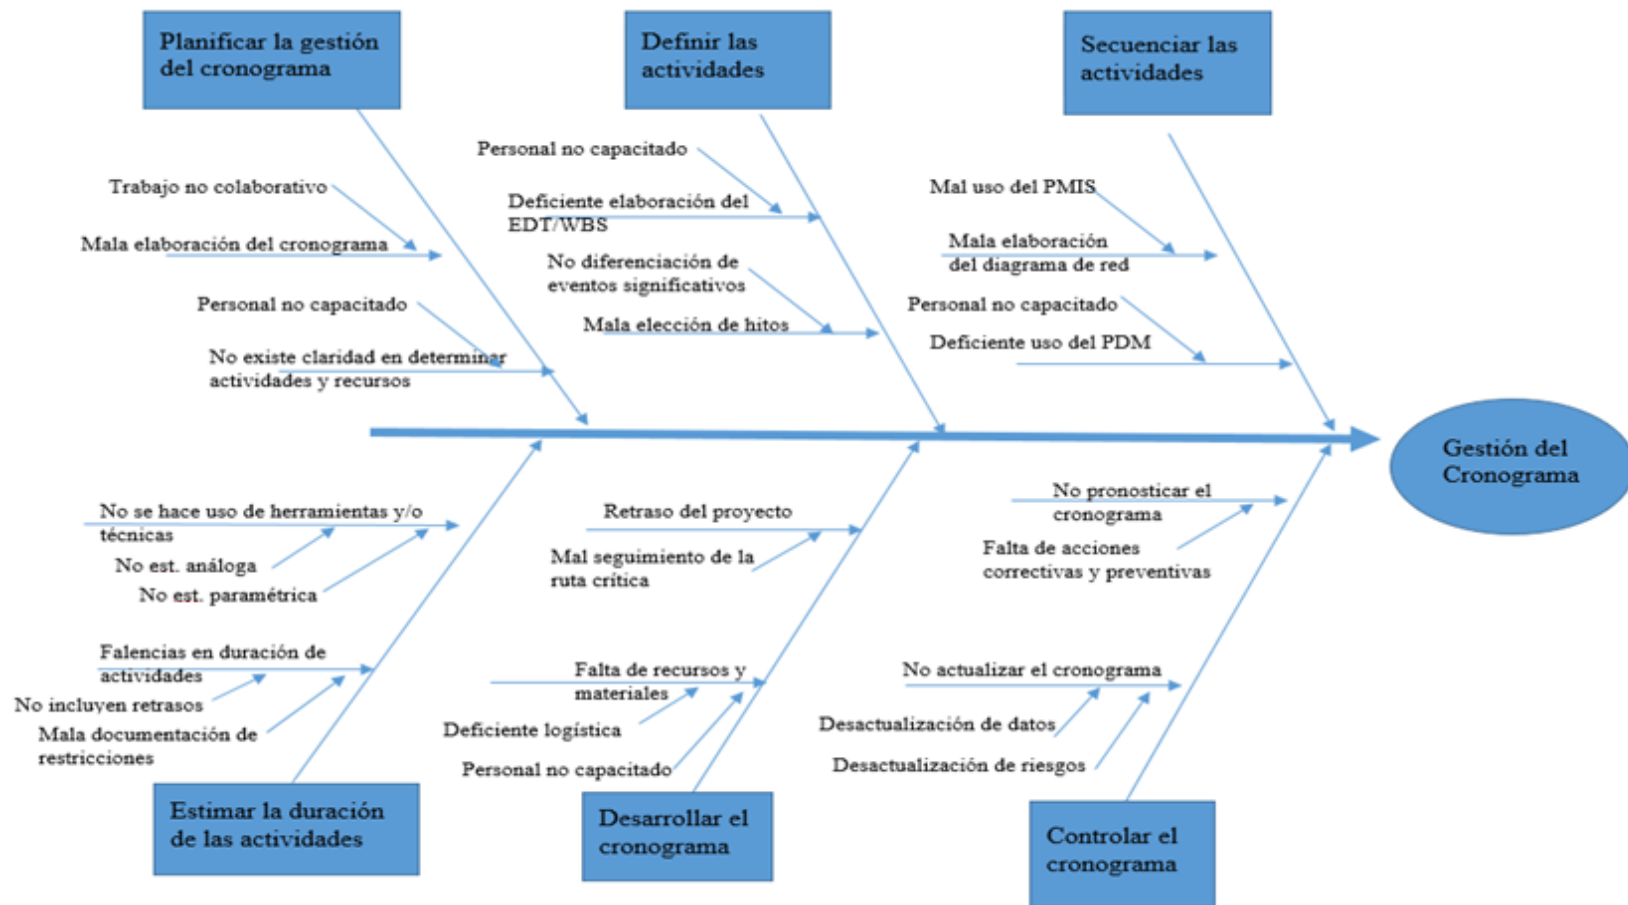 Planificar la gestión
del cronograma
Definir las
actividades
Secuenciar las
actividades
Trabajo no colaborativo
Mala elaboración del cronograma
Personal no capacitado
No existe claridad en determinar
actividades y recursos
Personal no capacitado
Deficiente elaboración del
EDT/WBS
No diferenciación de
eventos significativos
Mala elección de hitos
Mal uso del PMIS
Mala elaboración
del diagrama de red
Personal no capacitado
Deficiente uso del PDM
Gestión del
Cronograma
No se hace uso de herramientas y/o
técnicas
No est. análoga
No est. paramétrica
Falencias en duración de
actividades
No incluyen retrasos
Mala documentación de
restricciones
Retraso del proyecto
Mal seguimiento de la
ruta crítica
Falta de recursos y
materiales
Deficiente logística
Personal no capacitado
No pronosticar el
cronograma
Falta de acciones
correctivas y preventivas
No actualizar el cronograma
Desactualización de datos
Desactualización de riesgos
Estimar la duración
de las actividades
Desarrollar el
cronograma
Controlar el
cronograma